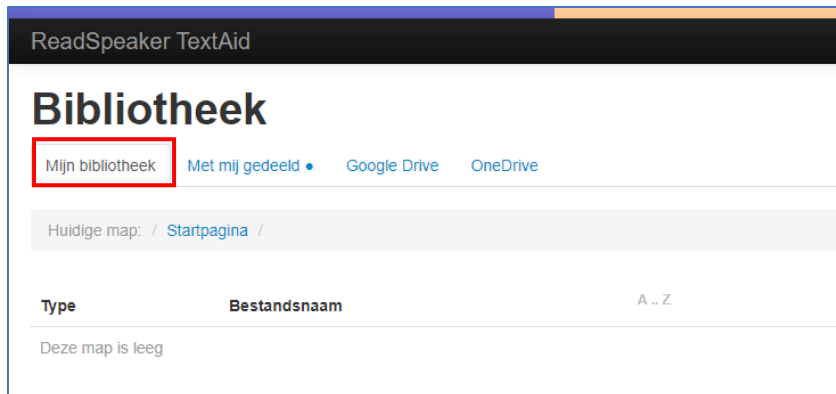 ReadSpeaker TextAid
Bibliotheek
Mijn bibliotheek Met mij gedeeld ● Google Drive OneDrive
Huidige map: / Startpagina /
Type Bestandsnaam A .. Z
Deze map is leeg